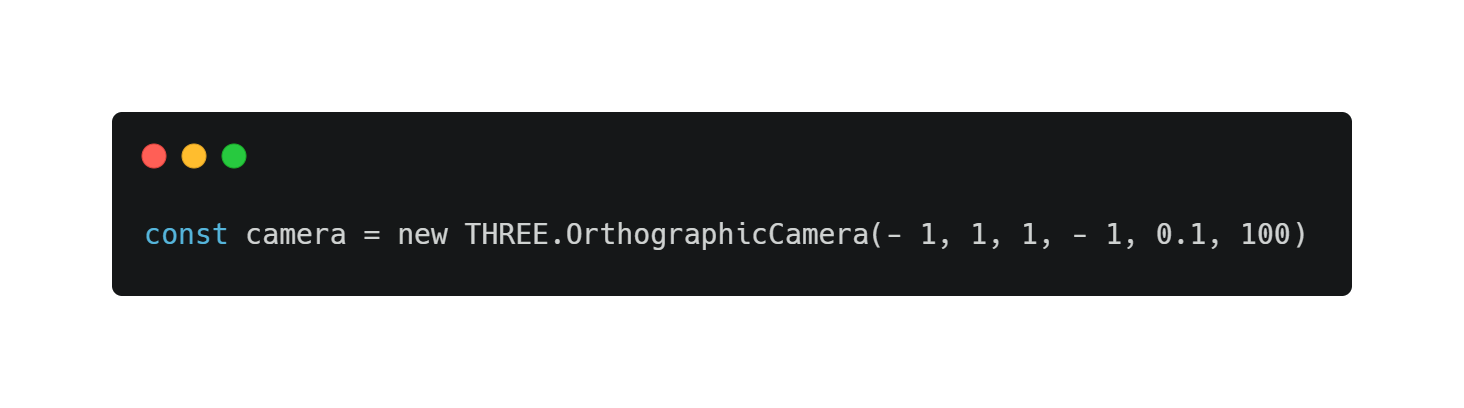 const camera = new THREE.OrthographicCamera(- 1, 1, 1, - 1, 0.1, 100)